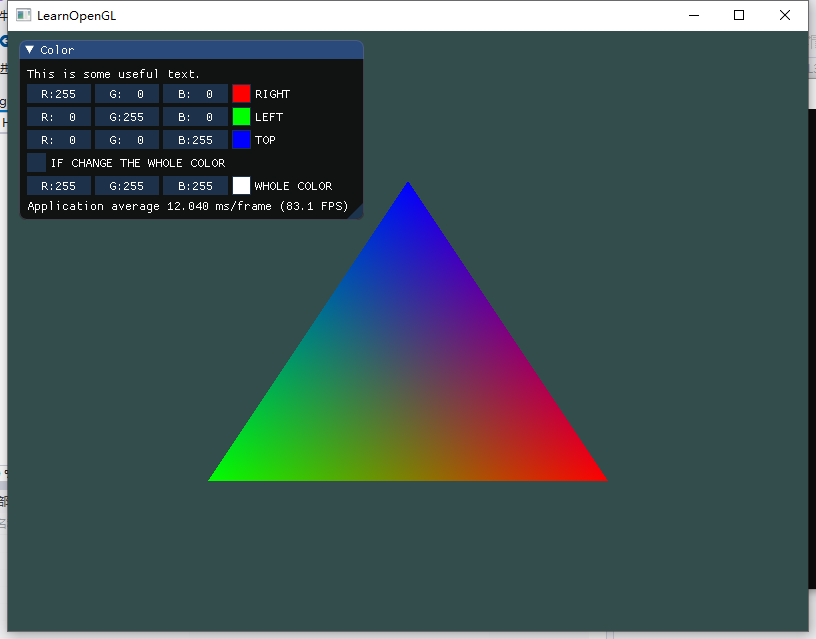 LearnOpenGL
Color
This is some useful text.
R:255 G:  0 B:  0 RIGHT
R:  0 G:255 B:  0 LEFT
R:  0 G:  0 B:255 TOP
IF CHANGE THE WHOLE COLOR
R:255 G:255 B:255 WHOLE COLOR
Application average 12.040 ms/frame (83.1 FPS)